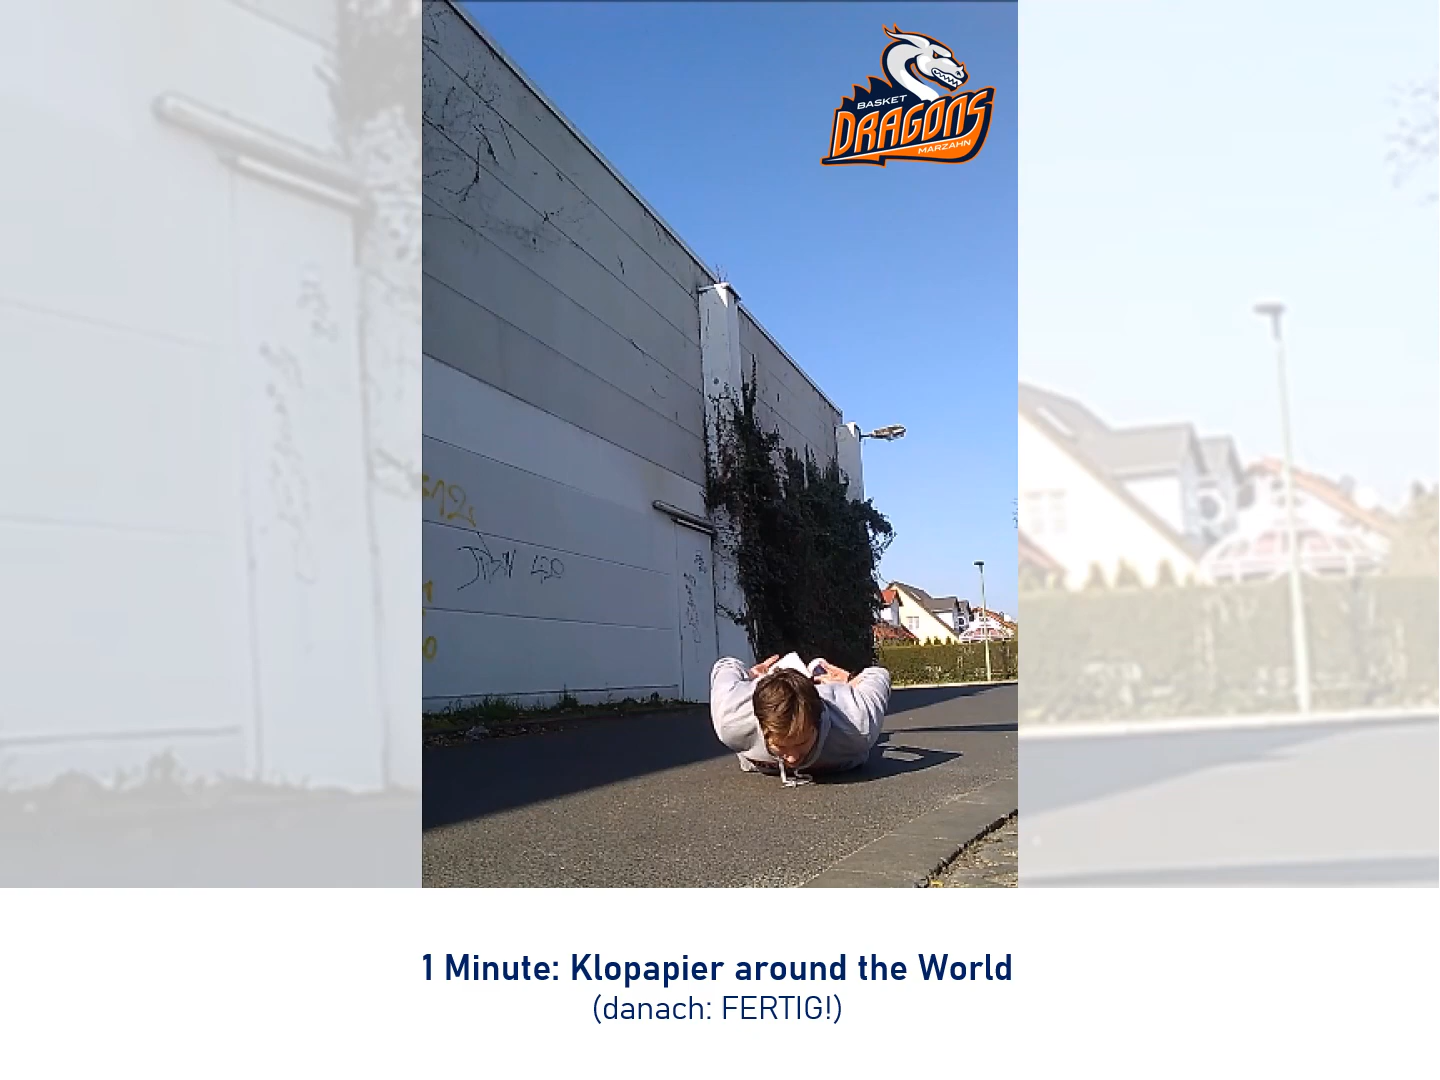 BASKET
DRAGONS
MARZAHN
1 Minute: Klopapier around the World
(danach: FERTIG!)